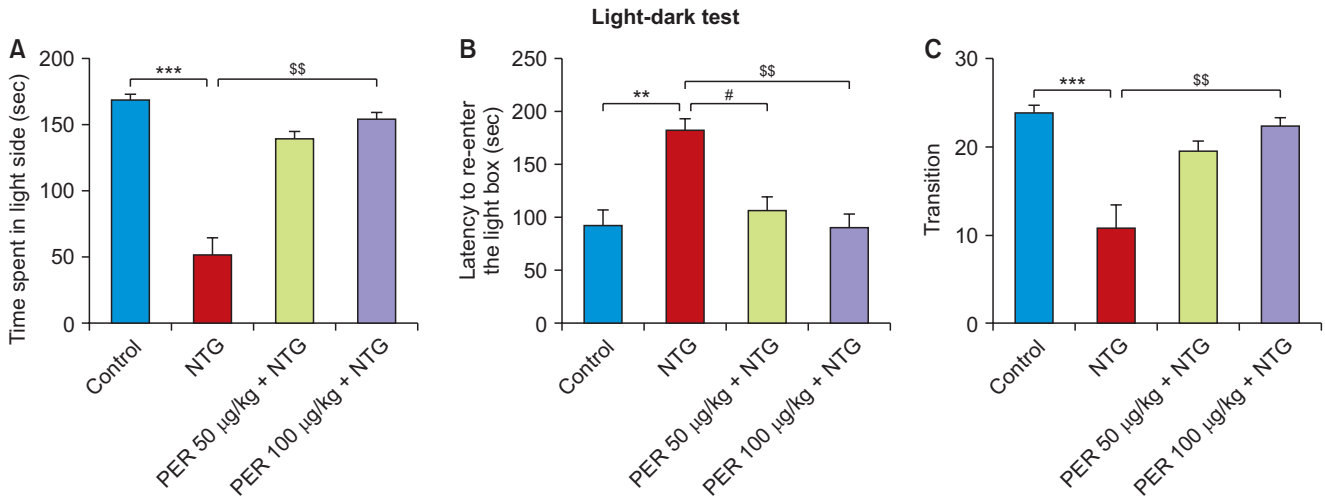 Light-dark test
A
Time spent in light side (sec)
200
150
100
50
0
***
$$
Control
NTG
PER 50 µg/kg + NTG
PER 100 µg/kg + NTG
B
Latency to re-enter
the light box (sec)
250
200
150
100
50
0
**
#
$$
Control
NTG
PER 50 µg/kg + NTG
PER 100 µg/kg + NTG
C
Transition
30
20
10
0
***
$$
Control
NTG
PER 50 µg/kg + NTG
PER 100 µg/kg + NTG